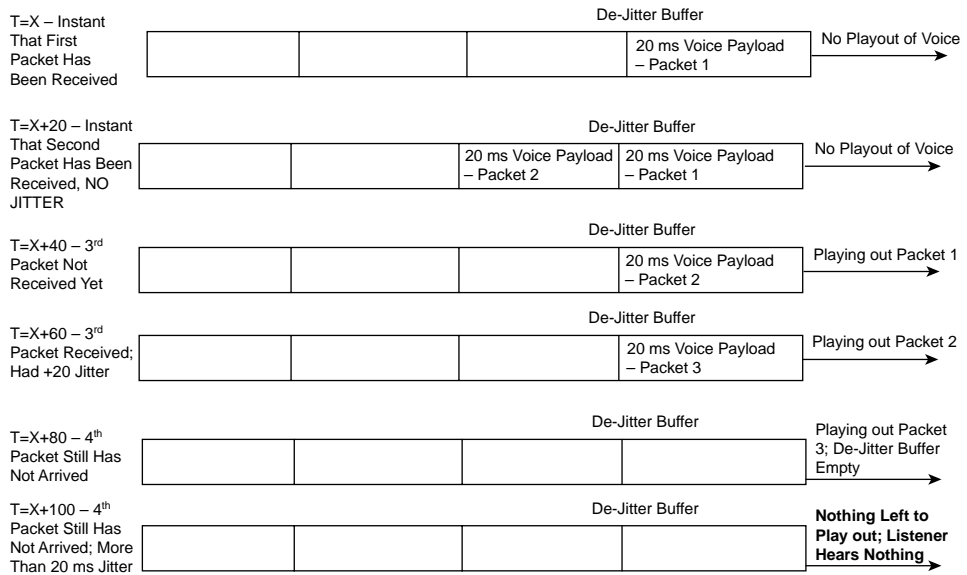 De-Jitter Buffer
T=X – Instant
That First
Packet Has
Been Received
20 ms Voice Payload
– Packet 1
No Playout of Voice
De-Jitter Buffer
T=X+20 – Instant
That Second
Packet Has Been
Received, NO
JITTER
20 ms Voice Payload
– Packet 2
20 ms Voice Payload
– Packet 1
No Playout of Voice
De-Jitter Buffer
T=X+40 – 3rd
Packet Not
Received Yet
20 ms Voice Payload
– Packet 2
Playing out Packet 1
De-Jitter Buffer
T=X+60 – 3rd
Packet Received;
Had +20 Jitter
20 ms Voice Payload
– Packet 3
Playing out Packet 2
De-Jitter Buffer
T=X+80 – 4th
Packet Still Has
Not Arrived
Playing out Packet
3; De-Jitter Buffer
Empty
De-Jitter Buffer
T=X+100 – 4th
Packet Still Has
Not Arrived; More
Than 20 ms Jitter
Nothing Left to
Play out; Listener
Hears Nothing